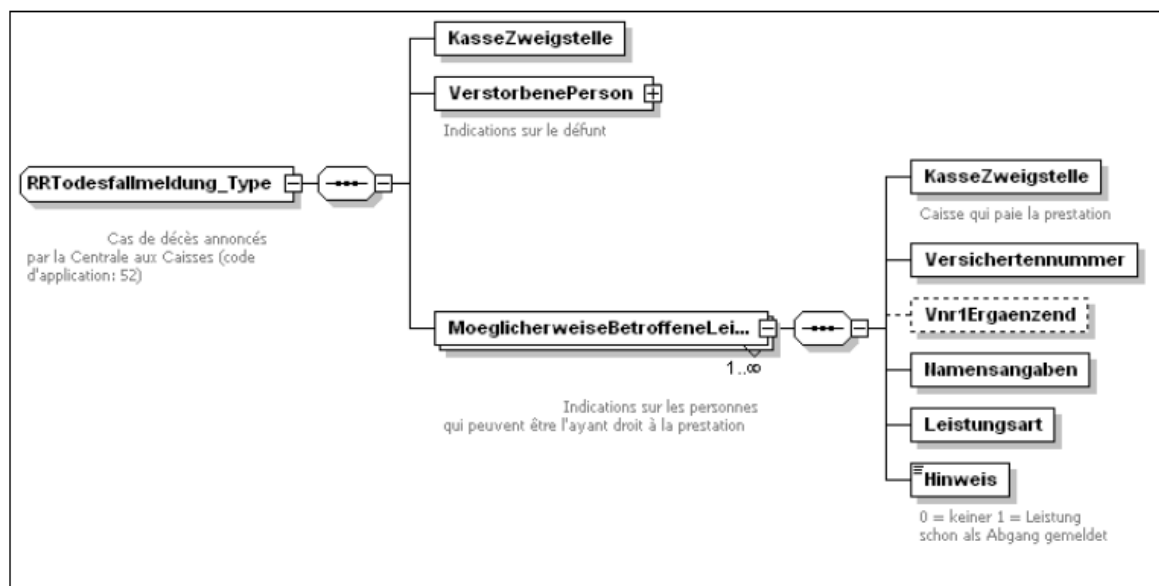 KasseZweigstelle
VerstorbenePerson
Indications sur le défunt
RRTodesfallmeldung_Type
Cas de décès annoncés
par la Centrale aux Caisses (code
d'application: 52)
MoeglicherweiseBetroffeneLei...
1..∞
Indications sur les personnes
qui peuvent être l'ayant droit à la prestation
KasseZweigstelle
Caisse qui paie la prestation
Versichertennummer
Vnr1Ergaenzend
Namensangaben
Leistungsart
Hinweis
0 = keiner 1 = Leistung
schon als Abgang gemeldet